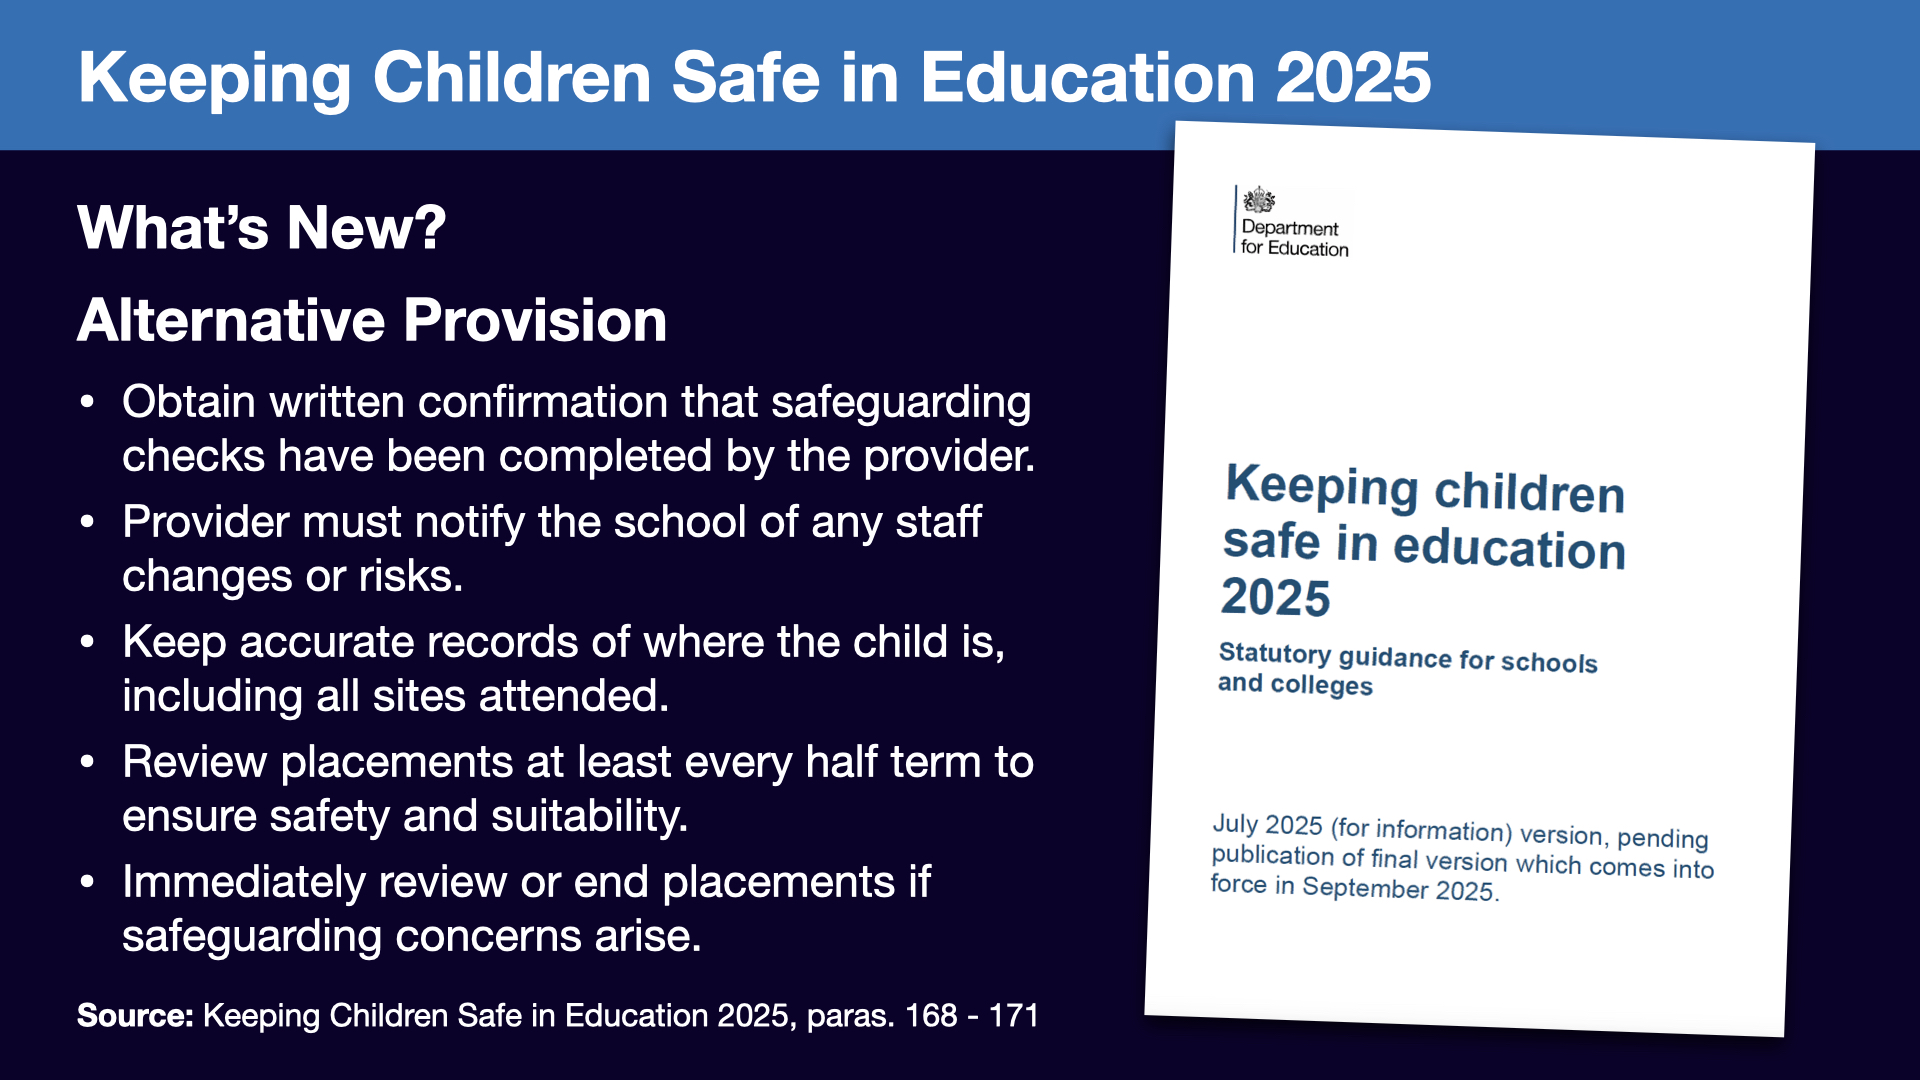 Keeping Children Safe in Education 2025
What’s New?
Alternative Provision
• Obtain written confirmation that safeguarding
checks have been completed by the provider.
• Provider must notify the school of any staff
changes or risks.
• Keep accurate records of where the child is,
including all sites attended.
• Review placements at least every half term to
ensure safety and suitability.
• Immediately review or end placements if
safeguarding concerns arise.
Source: Keeping Children Safe in Education 2025, paras. 168 - 171
Department
for Education
Keeping children
safe in education
2025
Statutory guidance for schools
and colleges
July 2025 (for information) version, pending
publication of final version which comes into
force in September 2025.